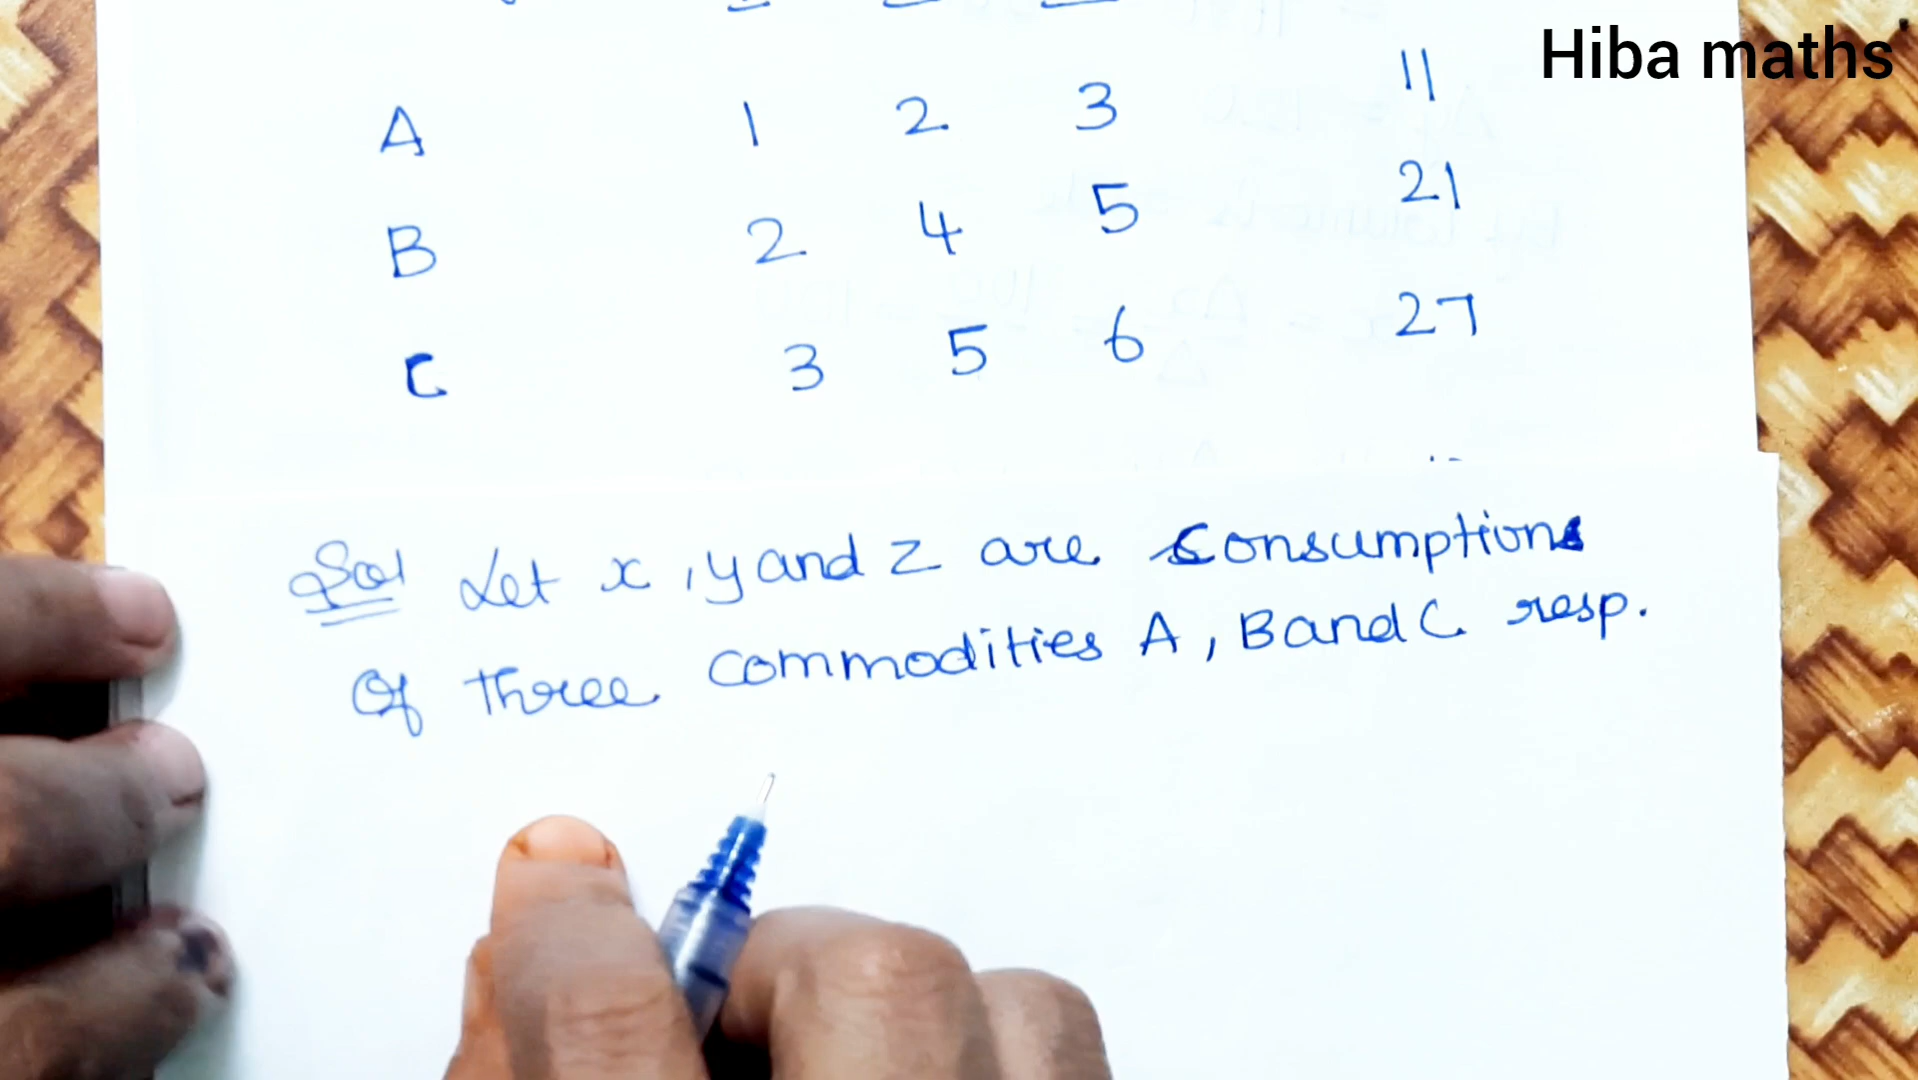 Hiba maths
A 1 2 3 11
B 2 4 5 21
C 3 5 6 27
Sol Let x, y and z are consumptions
Of three commodities A, B and C resp.